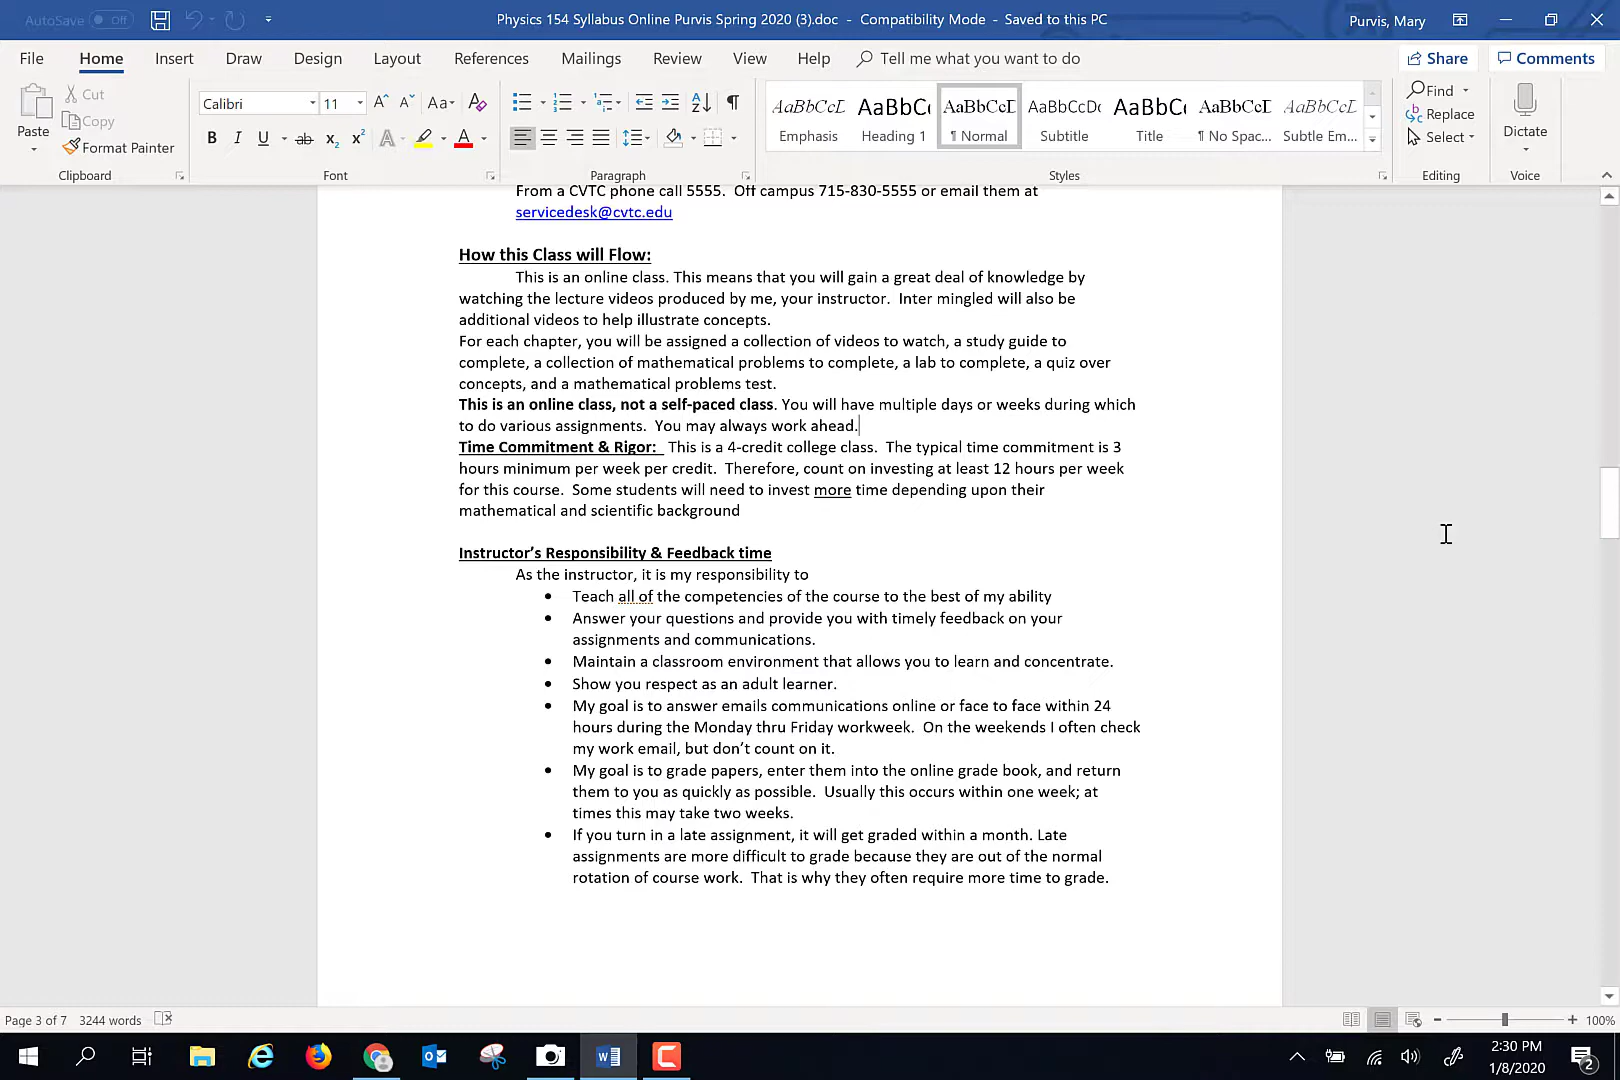 AutoSave Off
Physics 154 Syllabus Online Purvis Spring 2020 (3).doc - Compatibility Mode - Saved to this PC
Purvis, Mary
File Home Insert Draw Design Layout References Mailings Review View Help Tell me what you want to do Share Comments
Paste
Cut
Copy
Format Painter
Clipboard
Calibri 11
Font
Paragraph
AaBbCcL AaBbC( AaBbCcD AaBbCcDc AaBbC( AaBbCcD AaBbCcD
Emphasis Heading 1 ¶ Normal Subtitle Title ¶ No Spac... Subtle Em...
Styles
Find
Replace
Select
Editing
Dictate
Voice
From a CVTC phone call 5555. Off campus 715-830-5555 or email them at
servicedesk@cvtc.edu
How this Class will Flow:
This is an online class. This means that you will gain a great deal of knowledge by
watching the lecture videos produced by me, your instructor. Inter mingled will also be
additional videos to help illustrate concepts.
For each chapter, you will be assigned a collection of videos to watch, a study guide to
complete, a collection of mathematical problems to complete, a lab to complete, a quiz over
concepts, and a mathematical problems test.
This is an online class, not a self-paced class. You will have multiple days or weeks during which
to do various assignments. You may always work ahead.
Time Commitment & Rigor: This is a 4-credit college class. The typical time commitment is 3
hours minimum per week per credit. Therefore, count on investing at least 12 hours per week
for this course. Some students will need to invest more time depending upon their
mathematical and scientific background
Instructor's Responsibility & Feedback time
As the instructor, it is my responsibility to
• Teach all of the competencies of the course to the best of my ability
• Answer your questions and provide you with timely feedback on your
assignments and communications.
• Maintain a classroom environment that allows you to learn and concentrate.
• Show you respect as an adult learner.
• My goal is to answer emails communications online or face to face within 24
hours during the Monday thru Friday workweek. On the weekends I often check
my work email, but don't count on it.
• My goal is to grade papers, enter them into the online grade book, and return
them to you as quickly as possible. Usually this occurs within one week; at
times this may take two weeks.
• If you turn in a late assignment, it will get graded within a month. Late
assignments are more difficult to grade because they are out of the normal
rotation of course work. That is why they often require more time to grade.
Page 3 of 7 3244 words
100%
2:30 PM
1/8/2020
2